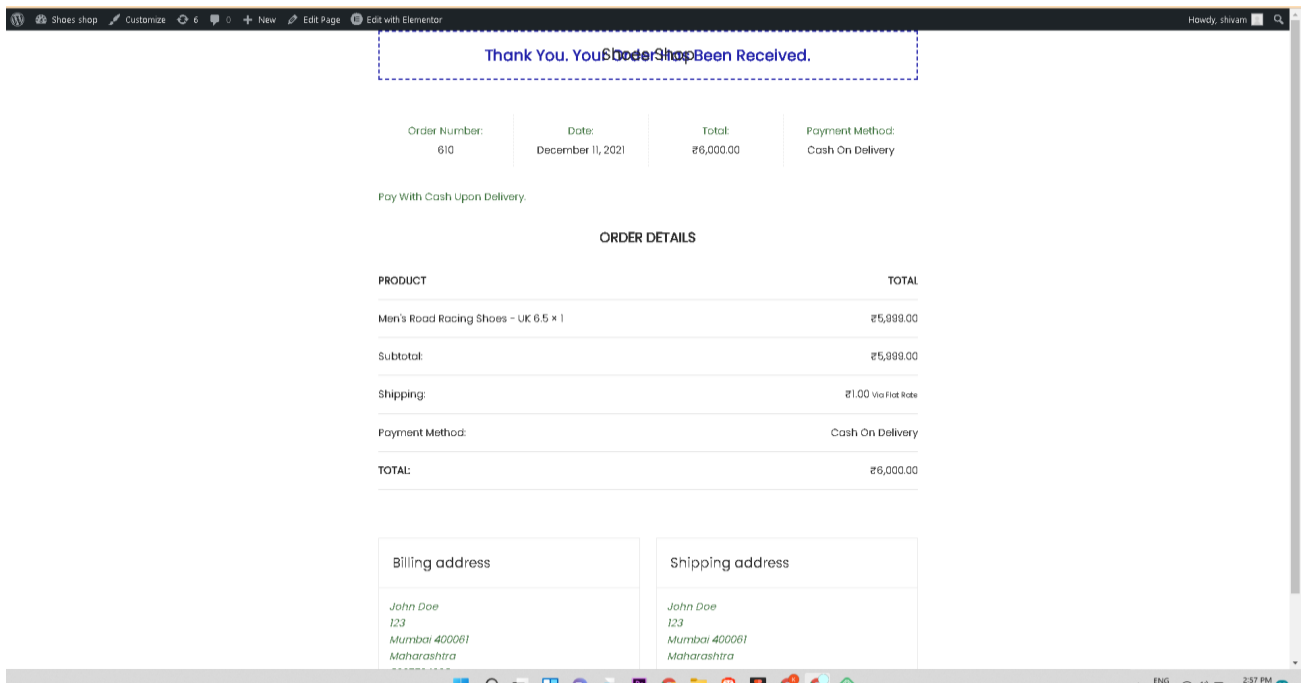 Shoes shop Customize 6 0 + New Edit Page Edit with Elementor Howdy, shivam
Shoes Shop
Thank You. Your Order Has Been Received.
Order Number: Date: Total: Payment Method:
610 December 11, 2021 ₹6,000.00 Cash On Delivery
Pay With Cash Upon Delivery.
ORDER DETAILS
PRODUCT TOTAL
Men's Road Racing Shoes - UK 6.5 × 1 ₹5,999.00
Subtotal: ₹5,999.00
Shipping: ₹1.00 Via Flat Rate
Payment Method: Cash On Delivery
TOTAL: ₹6,000.00
Billing address Shipping address
John Doe John Doe
123 123
Mumbai 400061 Mumbai 400061
Maharashtra Maharashtra
ENG 2:57 PM